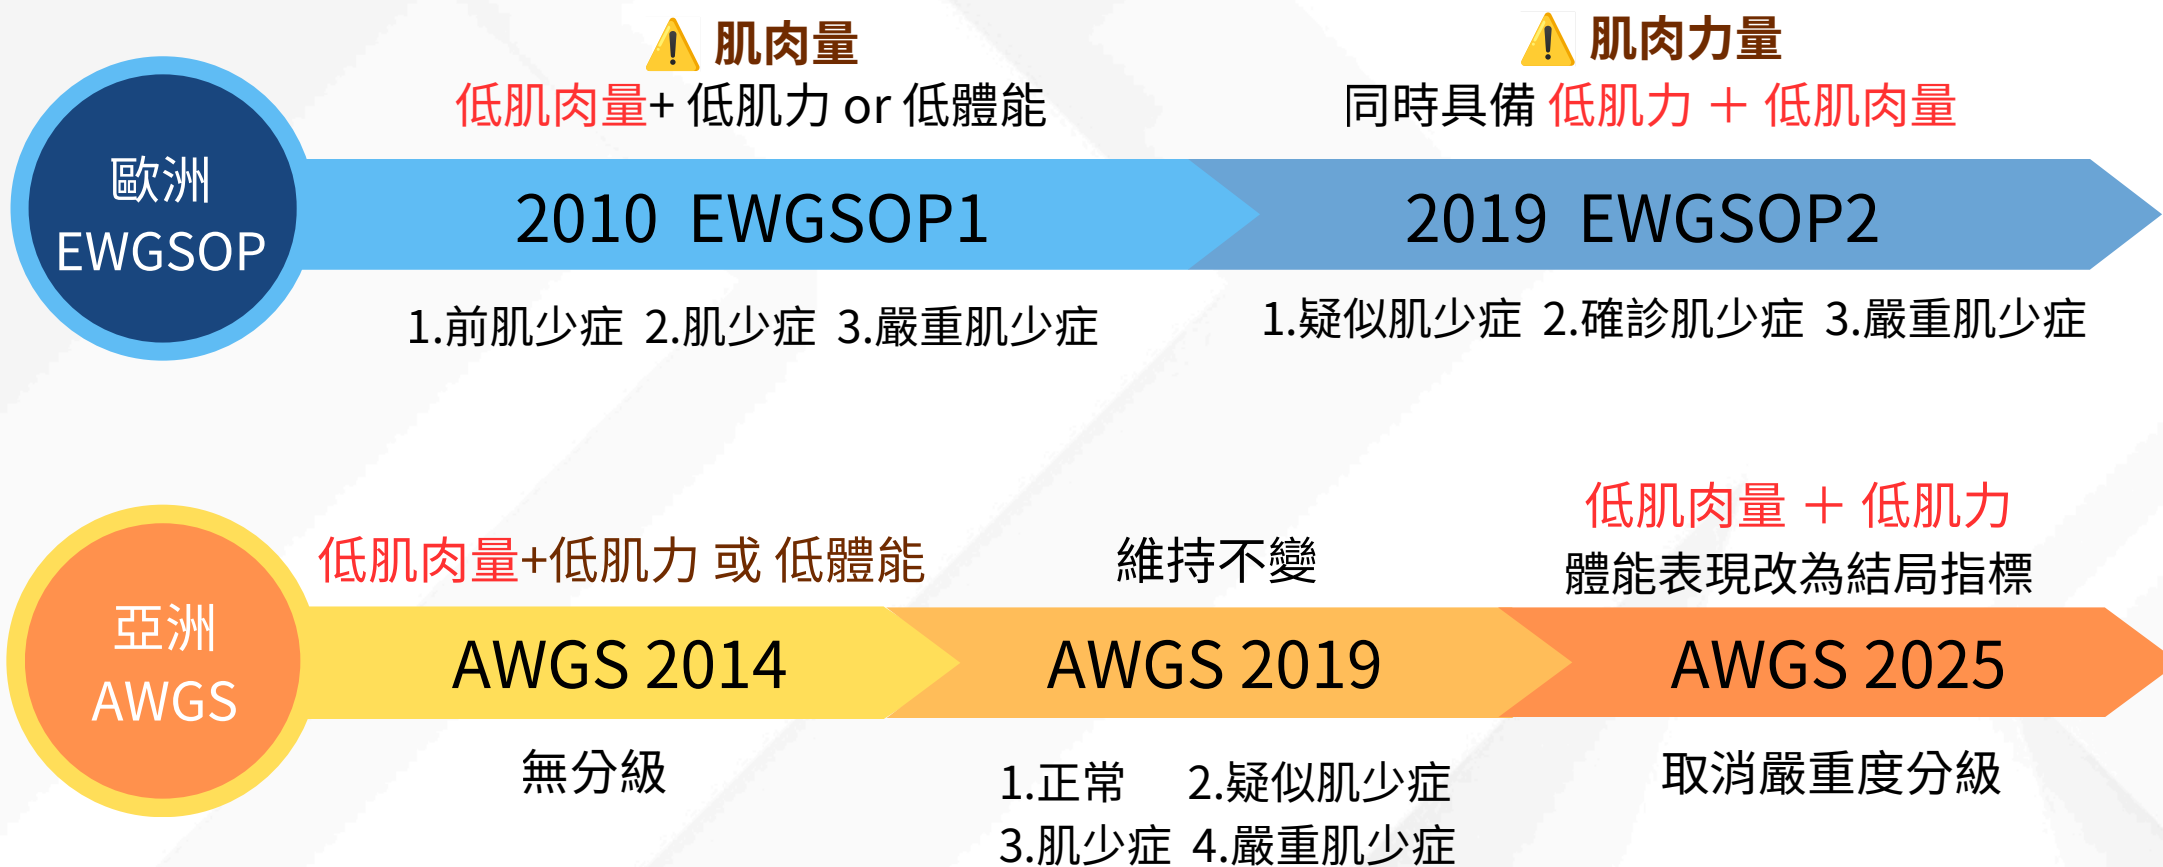 肌肉量
低肌肉量+ 低肌力 or 低體能
歐洲
EWGSOP
2010 EWGSOP1
1.前肌少症 2.肌少症 3.嚴重肌少症
肌肉力量
同時具備 低肌力 ＋ 低肌肉量
2019 EWGSOP2
1.疑似肌少症 2.確診肌少症 3.嚴重肌少症
亞洲
AWGS
低肌肉量+低肌力 或 低體能
AWGS 2014
無分級
維持不變
AWGS 2019
1.正常 2.疑似肌少症
3.肌少症 4.嚴重肌少症
低肌肉量 ＋ 低肌力
體能表現改為結局指標
AWGS 2025
取消嚴重度分級